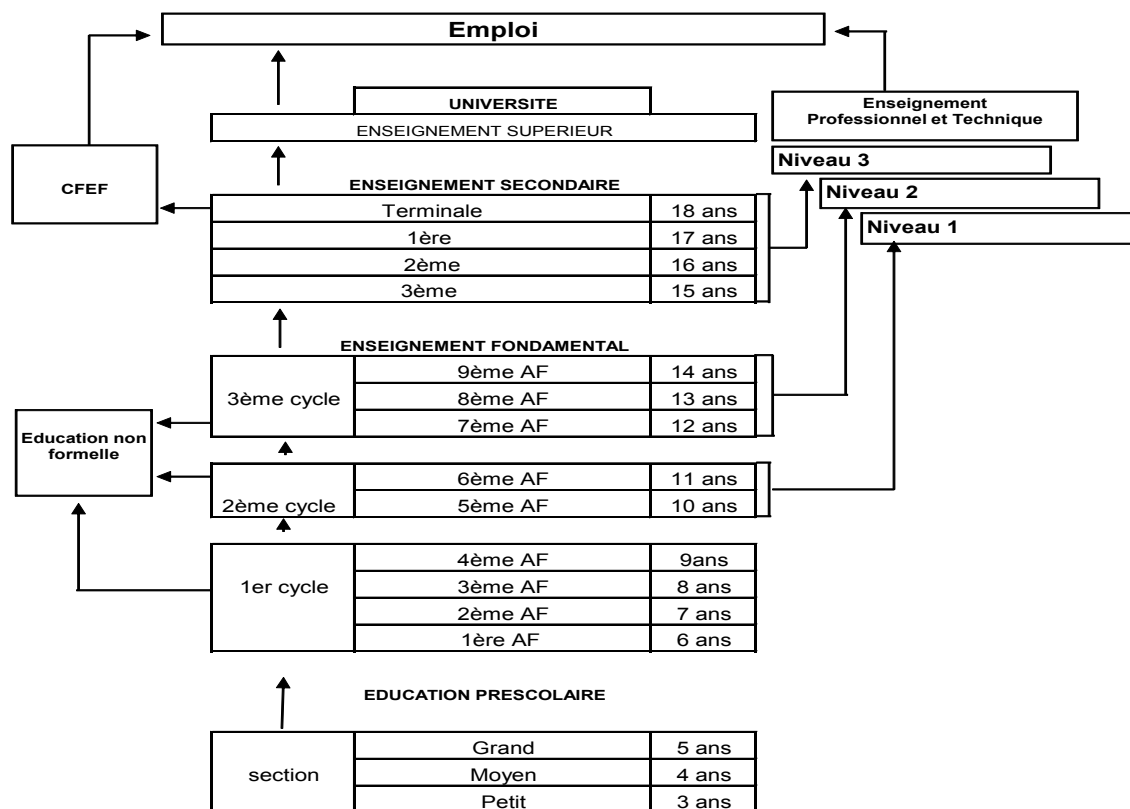 Emploi
UNIVERSITE
ENSEIGNEMENT SUPERIEUR
Enseignement
Professionnel et Technique
Niveau 3
Niveau 2
Niveau 1
CFEF
ENSEIGNEMENT SECONDAIRE
Terminale 18 ans
1ère 17 ans
2ème 16 ans
3ème 15 ans
ENSEIGNEMENT FONDAMENTAL
3ème cycle
9ème AF 14 ans
8ème AF 13 ans
7ème AF 12 ans
Education non
formelle
2ème cycle
6ème AF 11 ans
5ème AF 10 ans
1er cycle
4ème AF 9ans
3ème AF 8 ans
2ème AF 7 ans
1ère AF 6 ans
EDUCATION PRESCOLAIRE
section
Grand 5 ans
Moyen 4 ans
Petit 3 ans